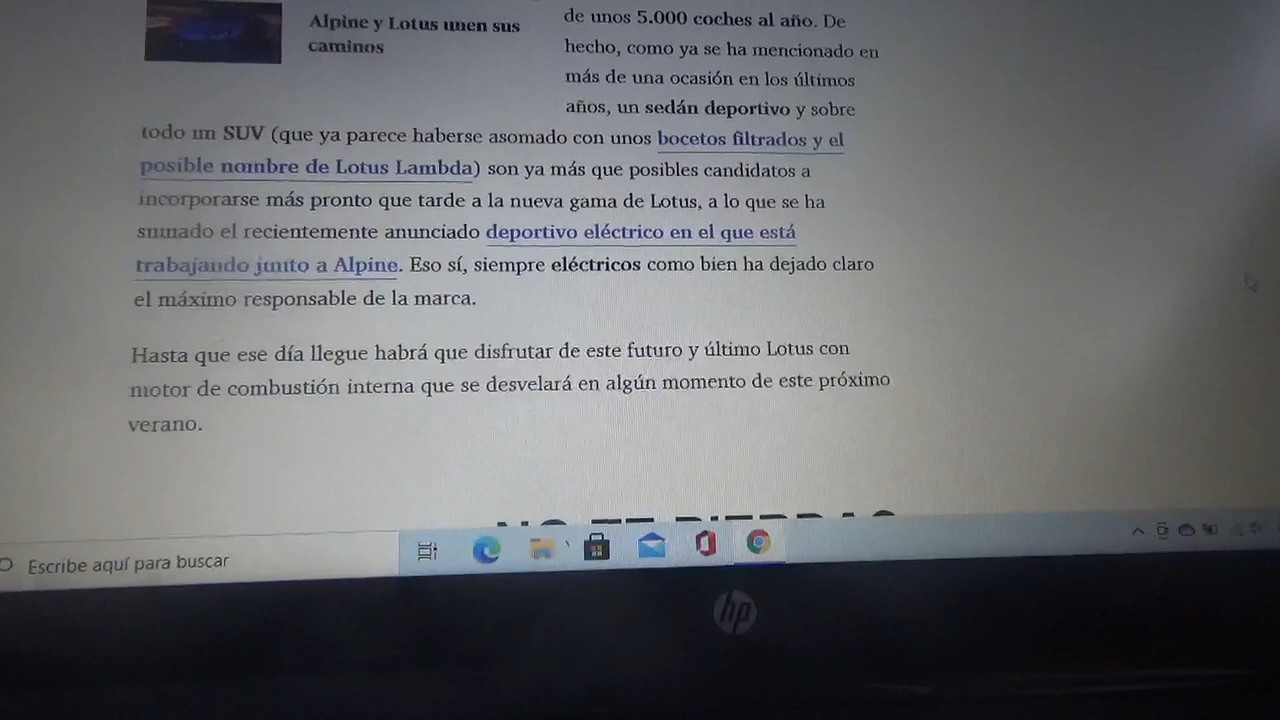 Alpine y Lotus unen sus
caminos
de unos 5.000 coches al año. De
hecho, como ya se ha mencionado en
más de una ocasión en los últimos
años, un sedán deportivo y sobre
todo un SUV (que ya parece haberse asomado con unos bocetos filtrados y el
posible nombre de Lotus Lambda) son ya más que posibles candidatos a
incorporarse más pronto que tarde a la nueva gama de Lotus, a lo que se ha
sumado el recientemente anunciado deportivo eléctrico en el que está
trabajando junto a Alpine. Eso sí, siempre eléctricos como bien ha dejado claro
el máximo responsable de la marca.
Hasta que ese día llegue habrá que disfrutar de este futuro y último Lotus con
motor de combustión interna que se desvelará en algún momento de este próximo
verano.
Escribe aquí para buscar
hp